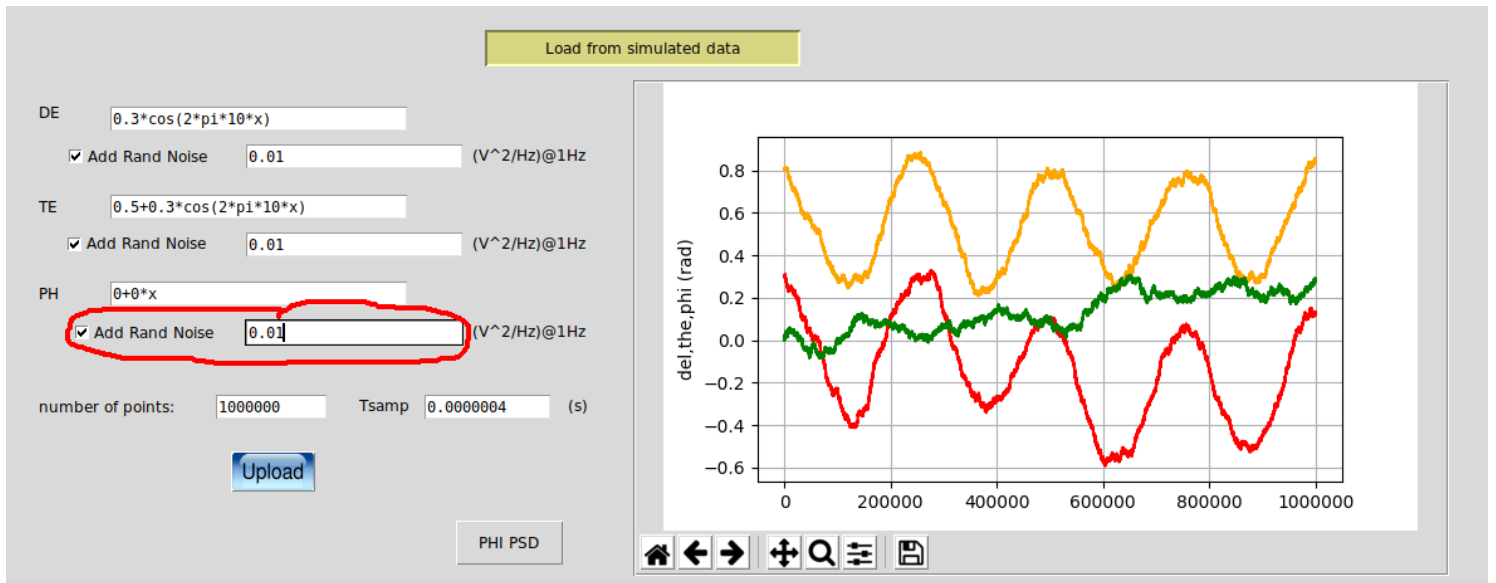 Load from simulated data
DE 0.3*cos(2*pi*10*x)
Add Rand Noise 0.01 (V^2/Hz)@1Hz
TE 0.5+0.3*cos(2*pi*10*x)
Add Rand Noise 0.01 (V^2/Hz)@1Hz
PH 0+0*x
Add Rand Noise 0.01 (V^2/Hz)@1Hz
number of points: 1000000 Tsamp 0.0000004 (s)
Upload
PHI PSD
del,the,phi (rad)
0.8
0.6
0.4
0.2
0.0
−0.2
−0.4
−0.6
0 200000 400000 600000 800000 1000000